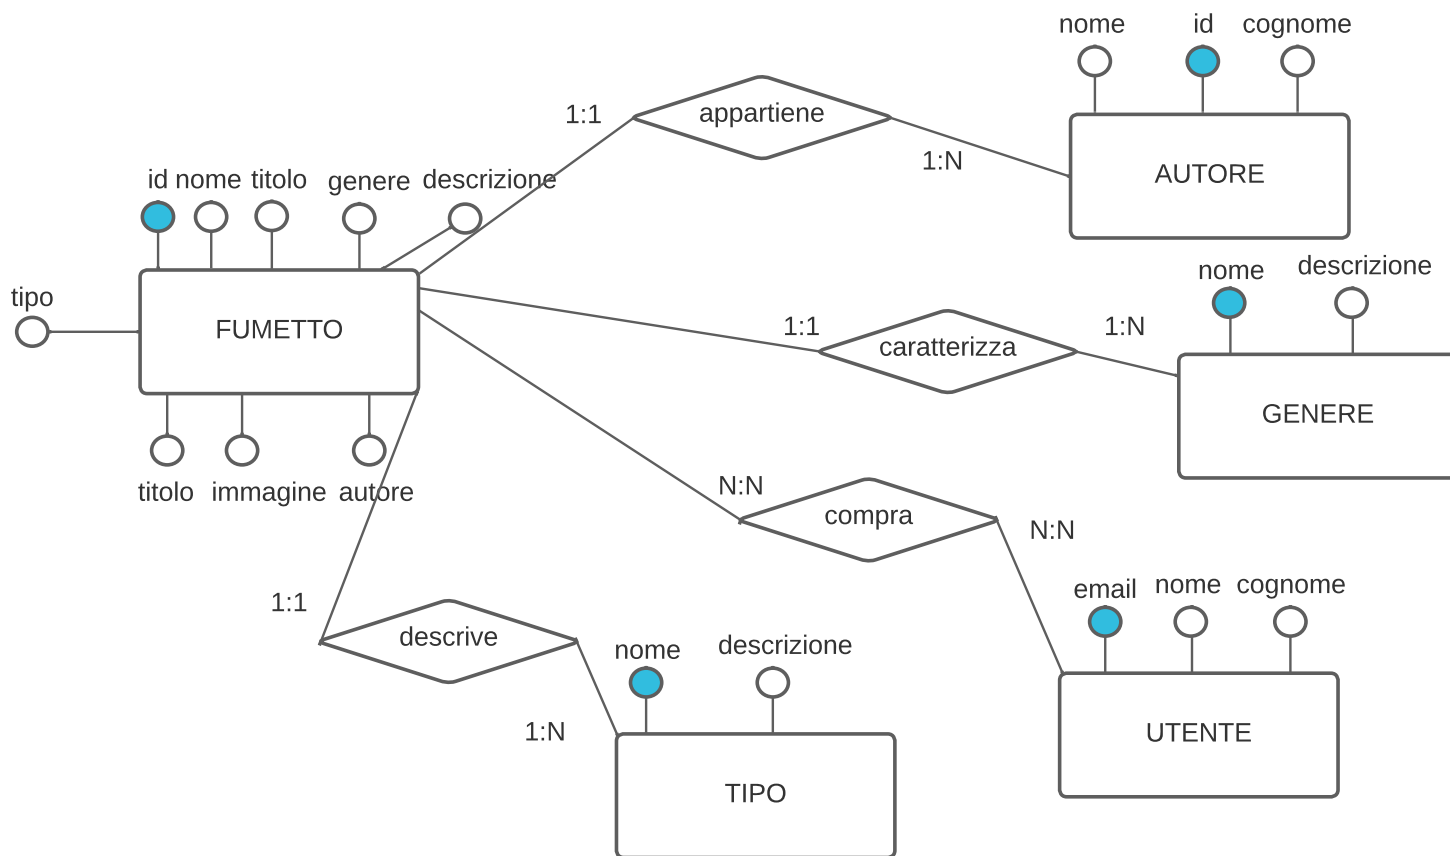 nome id cognome
1:1 appartiene
1:N
AUTORE
id nome titolo genere descrizione
tipo
FUMETTO
titolo immagine autore
nome descrizione
1:1 caratterizza 1:N
GENERE
N:N compra N:N
email nome cognome
UTENTE
1:1 descrive
1:N
nome descrizione
TIPO